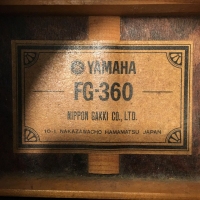 YAMAHA
FG-360
NIPPON GAKKI CO., LTD.
10-1, NAKAZAWACHO HAMAMATSU JAPAN